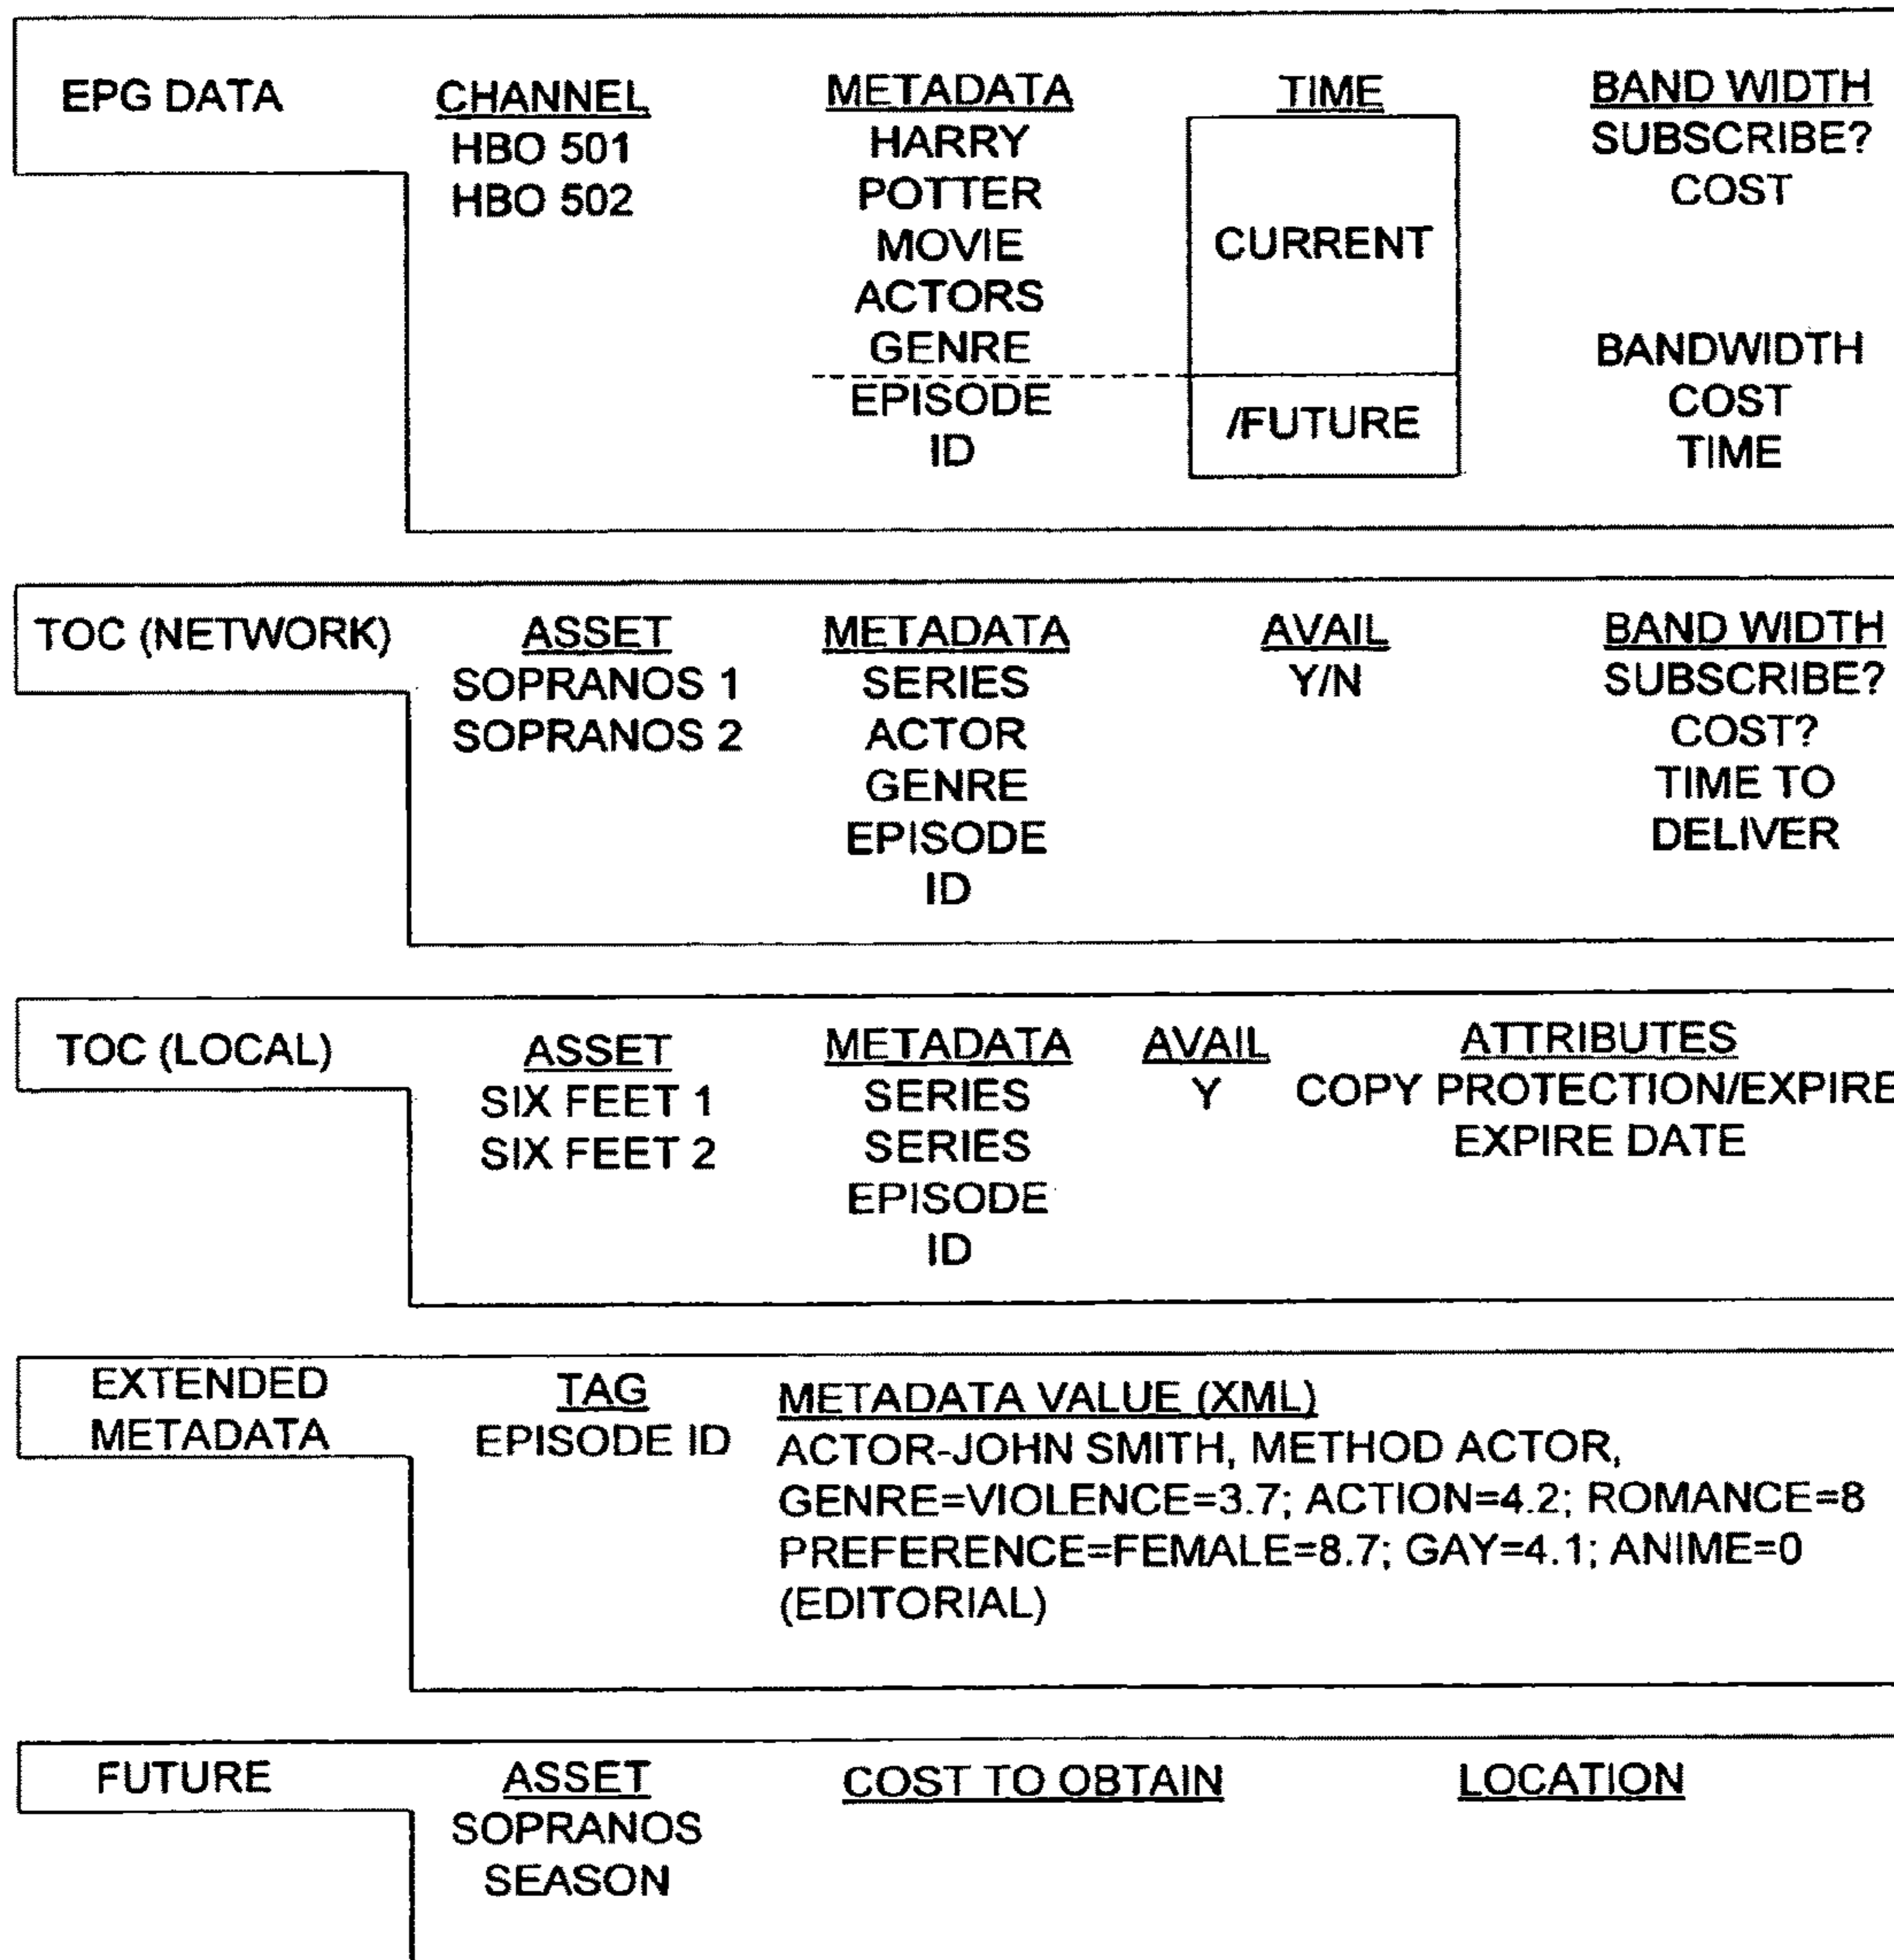 EPG DATA
CHANNEL
HBO 501
HBO 502
METADATA
HARRY
POTTER
MOVIE
ACTORS
GENRE
EPISODE
ID
TIME
CURRENT
/FUTURE
BAND WIDTH
SUBSCRIBE?
COST
BANDWIDTH
COST
TIME
TOC (NETWORK)
ASSET
SOPRANOS 1
SOPRANOS 2
METADATA
SERIES
ACTOR
GENRE
EPISODE
ID
AVAIL
Y/N
BAND WIDTH
SUBSCRIBE?
COST?
TIME TO
DELIVER
TOC (LOCAL)
ASSET
SIX FEET 1
SIX FEET 2
METADATA
SERIES
SERIES
EPISODE
ID
AVAIL
Y
ATTRIBUTES
COPY PROTECTION/EXPIRE
EXPIRE DATE
EXTENDED
METADATA
TAG
EPISODE ID
METADATA VALUE (XML)
ACTOR-JOHN SMITH, METHOD ACTOR,
GENRE=VIOLENCE=3.7; ACTION=4.2; ROMANCE=8
PREFERENCE=FEMALE=8.7; GAY=4.1; ANIME=0
(EDITORIAL)
FUTURE
ASSET
SOPRANOS
SEASON
COST TO OBTAIN
LOCATION